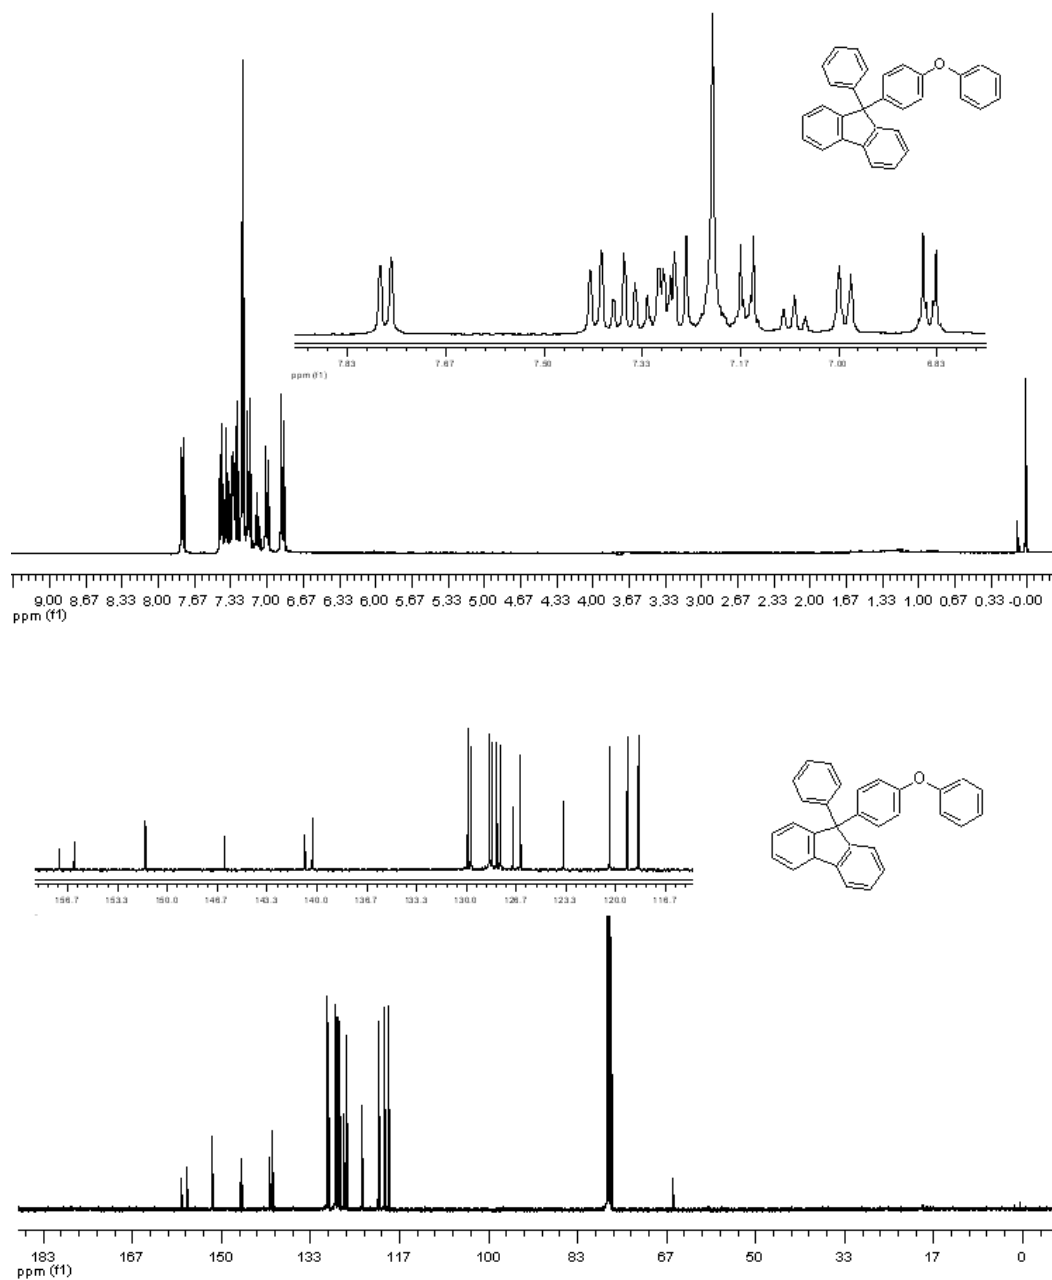 O
7.83 7.67 7.50 7.33 7.17 7.00 6.83
ppm (f1)
9.00 8.67 8.33 8.00 7.67 7.33 7.00 6.67 6.33 6.00 5.67 5.33 5.00 4.67 4.33 4.00 3.67 3.33 3.00 2.67 2.33 2.00 1.67 1.33 1.00 0.67 0.33 -0.00
ppm (f1)
O
156.7 153.3 150.0 146.7 143.3 140.0 136.7 133.3 130.0 126.7 123.3 120.0 116.7
183 167 150 133 117 100 83 67 50 33 17 0
ppm (f1)